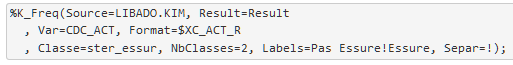 %K_Freq(Source=LIBADO.KIM, Result=Result
, Var=CDC_ACT, Format=$XC_ACT_R
, Classe=ster_essur, NbClasses=2, Labels=Pas Essure!Essure, Separ=!);